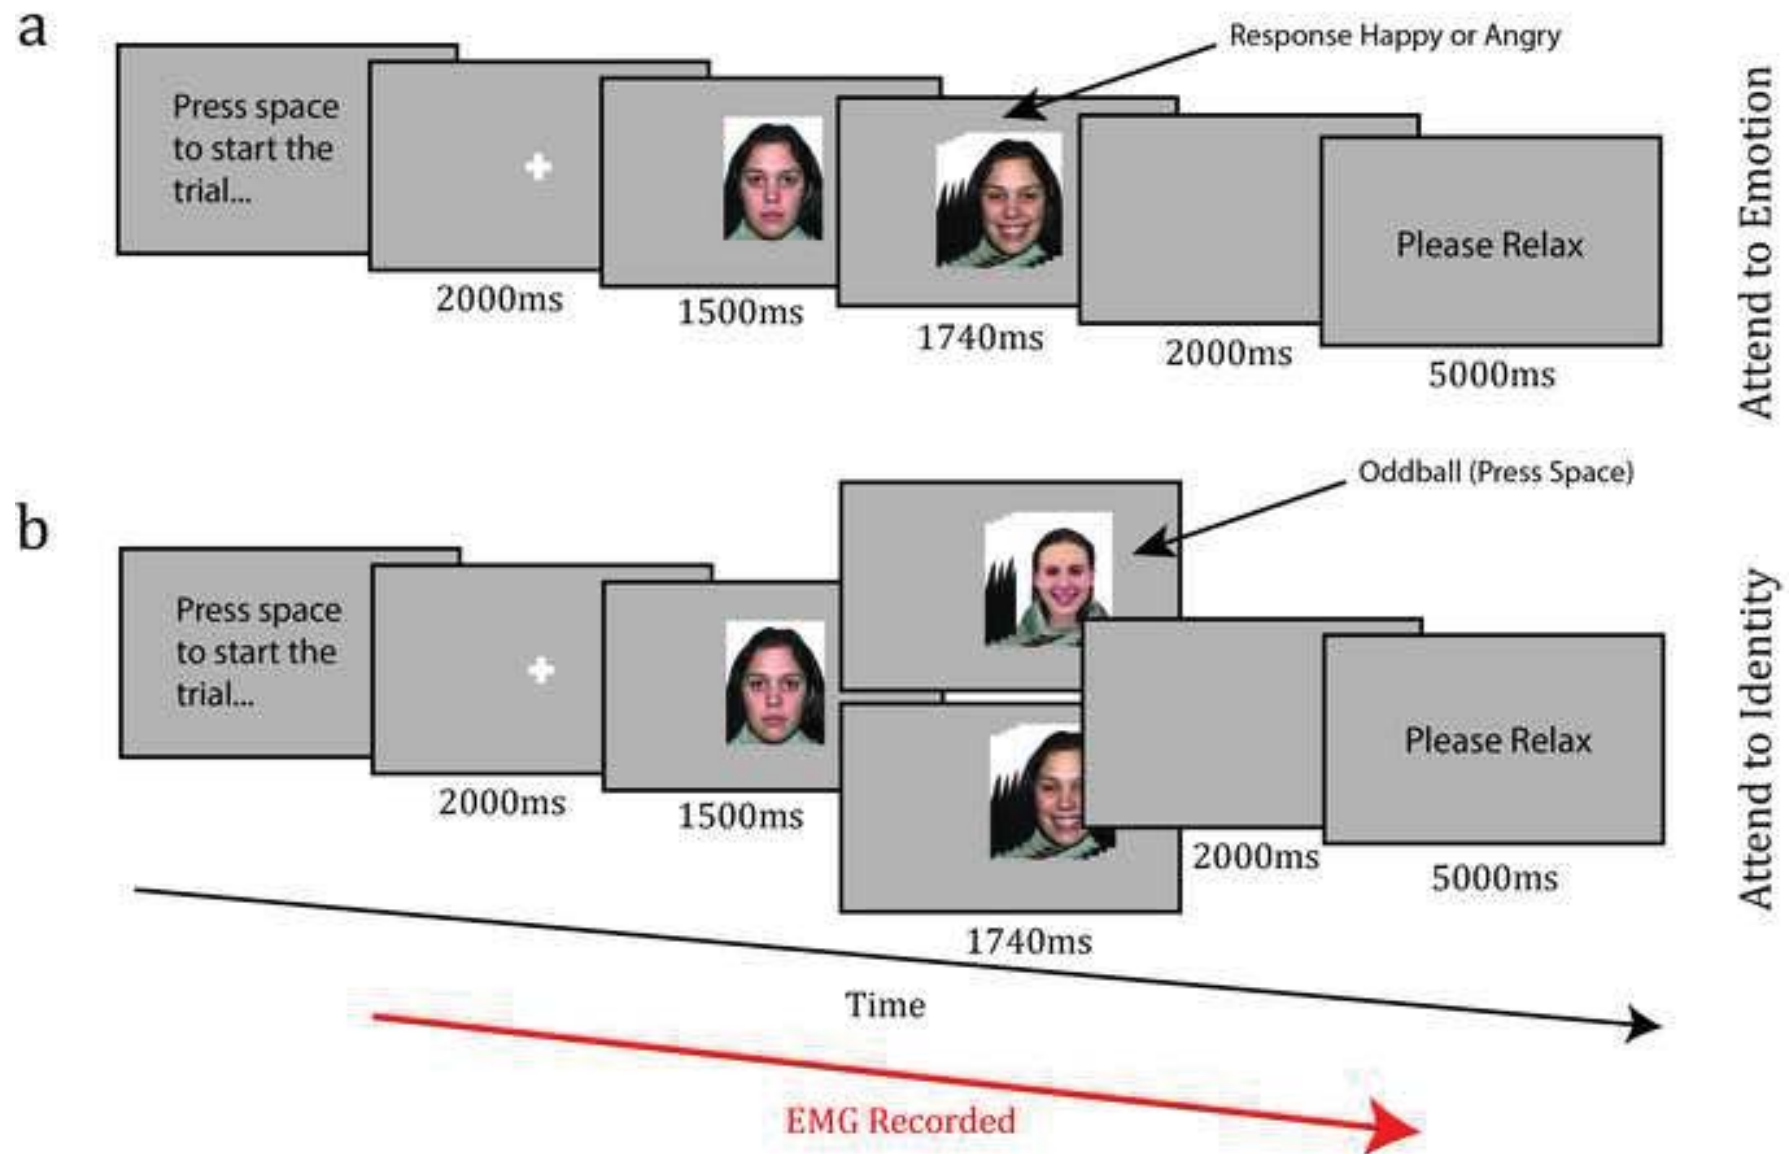 a
Response Happy or Angry
Press space
to start the
trial...
Please Relax
2000ms
1500ms
1740ms
2000ms
5000ms
Attend to Emotion
b
Oddball (Press Space)
Press space
to start the
trial...
Please Relax
2000ms
1500ms
1740ms
2000ms
5000ms
Attend to Identity
Time
EMG Recorded